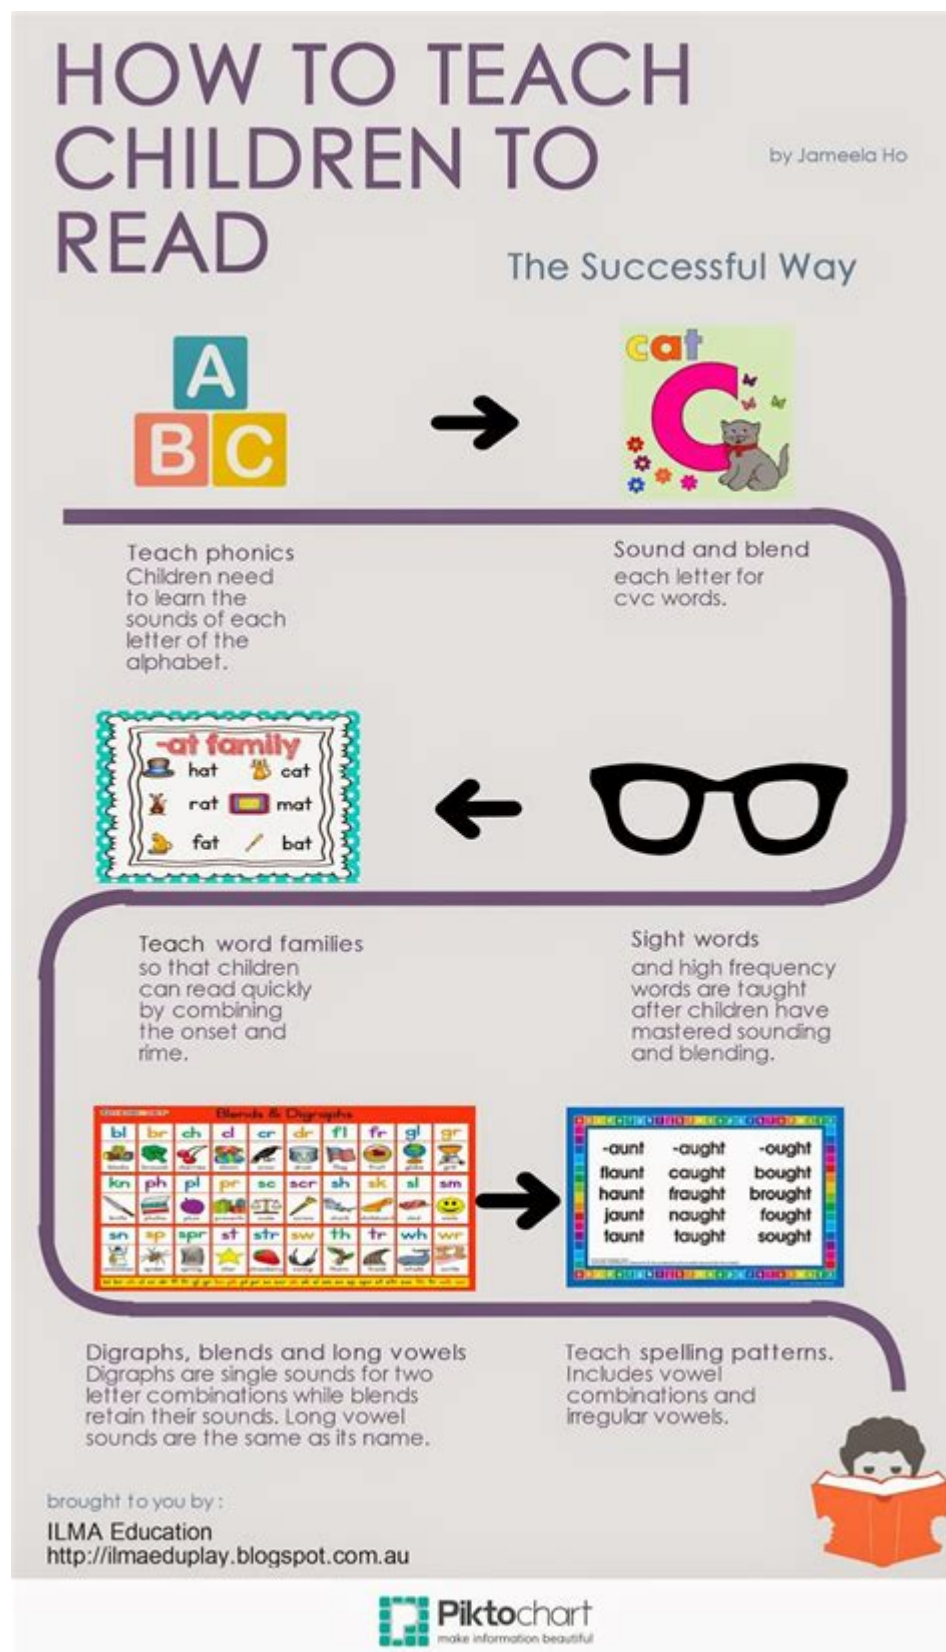 HOW TO TEACH
CHILDREN TO
READ
by Jameela Ho
The Successful Way
A
B C
cat
C
Teach phonics
Children need
to learn the
sounds of each
letter of the
alphabet.
Sound and blend
each letter for
cvc words.
-at family
hat cat
rat mat
fat bat
Sight words
and high frequency
words are taught
after children have
mastered sounding
and blending.
Teach word families
so that children
can read quickly
by combining
the onset and
rime.
Blends & Digraphs
bl br ch cl cr dr fl fr gl gr
kn ph pl pr sc scr sh sk sl sm
sn sp spr st str sw th tr wh wr
-aunt -aught -ought
flaunt caught bought
haunt fraught brought
jaunt naught fought
taunt taught sought
Digraphs, blends and long vowels
Digraphs are single sounds for two
letter combinations while blends
retain their sounds. Long vowel
sounds are the same as its name.
Teach spelling patterns.
Includes vowel
combinations and
irregular vowels.
brought to you by :
ILMA Education
http://ilmaeduplay.blogspot.com.au
Piktochart
make information beautiful